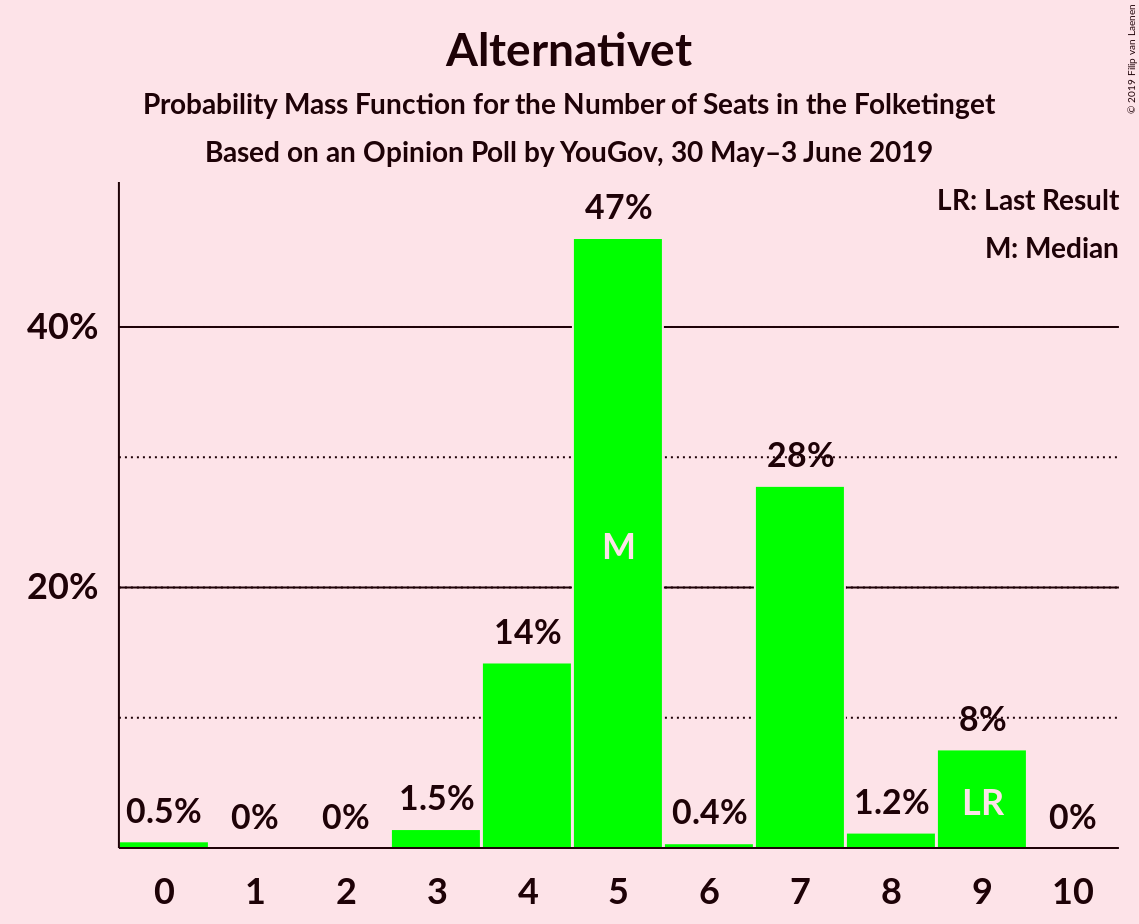 Alternativet
Probability Mass Function for the Number of Seats in the Folketinget
Based on an Opinion Poll by YouGov, 30 May–3 June 2019
© 2019 Filip van Laenen
LR: Last Result
M: Median
47%
40%
28%
M
20%
14%
8%
0.5% 0% 0% 1.5% 0.4% 1.2% LR 0%
0 1 2 3 4 5 6 7 8 9 10